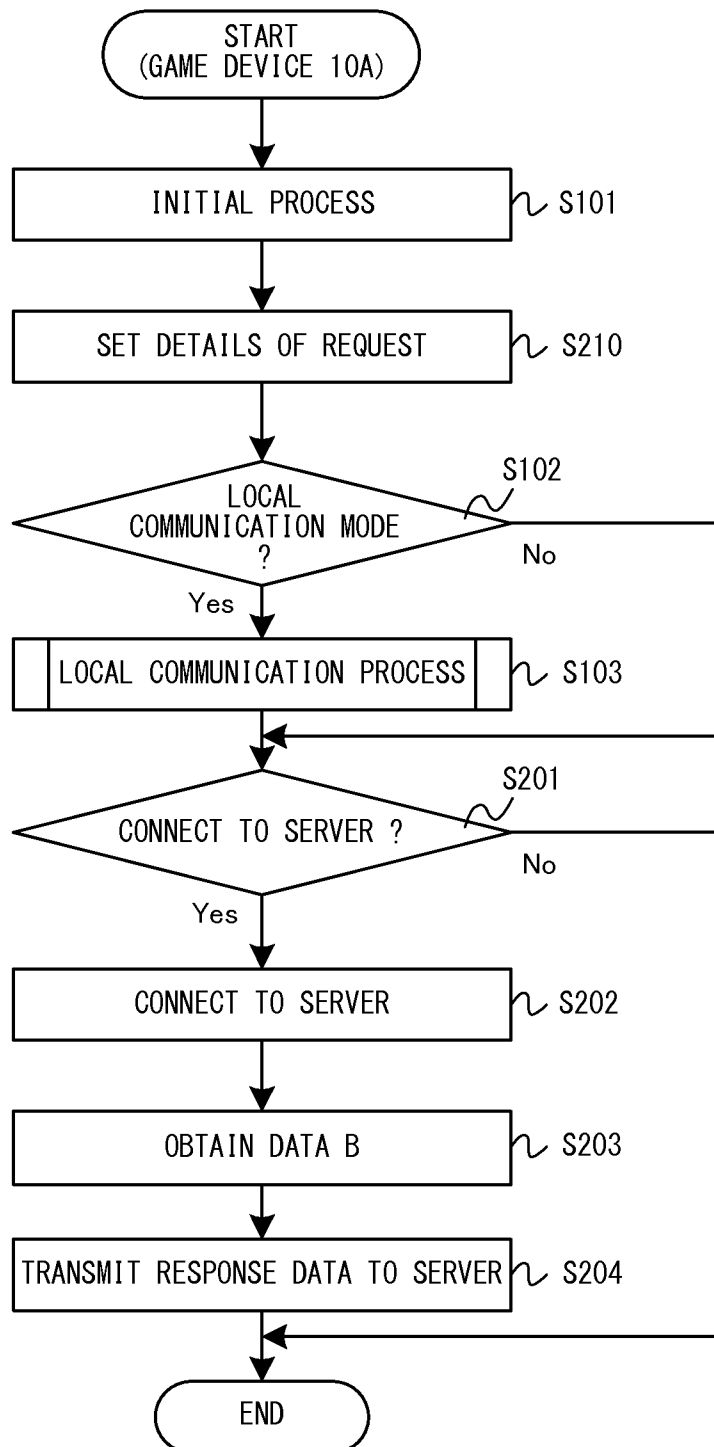 START
(GAME DEVICE 10A)
INITIAL PROCESS
S101
SET DETAILS OF REQUEST
S210
S102
LOCAL
COMMUNICATION MODE
?
No
Yes
LOCAL COMMUNICATION PROCESS
S103
S201
CONNECT TO SERVER ?
No
Yes
CONNECT TO SERVER
S202
OBTAIN DATA B
S203
TRANSMIT RESPONSE DATA TO SERVER
S204
END